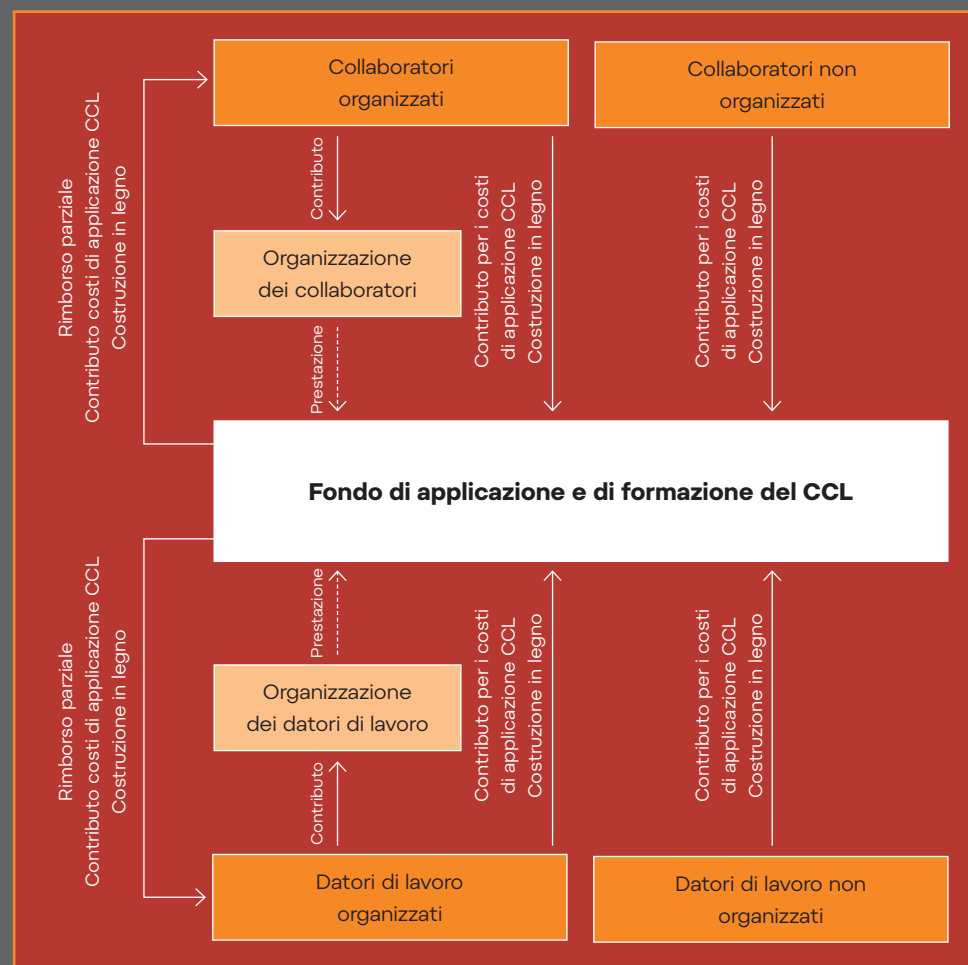 Collaboratori
organizzati
Collaboratori non
organizzati
Rimborso parziale
Contributo costi di applicazione CCL
Costruzione in legno
Contributo
Contributo per i costi
di applicazione CCL
Costruzione in legno
Contributo per i costi
di applicazione CCL
Costruzione in legno
Organizzazione
dei collaboratori
Prestazione
Fondo di applicazione e di formazione del CCL
Rimborso parziale
Contributo costi di applicazione CCL
Costruzione in legno
Prestazione
Contributo per i costi
di applicazione CCL
Costruzione in legno
Contributo per i costi
di applicazione CCL
Costruzione in legno
Organizzazione
dei datori di lavoro
Contributo
Datori di lavoro
organizzati
Datori di lavoro non
organizzati